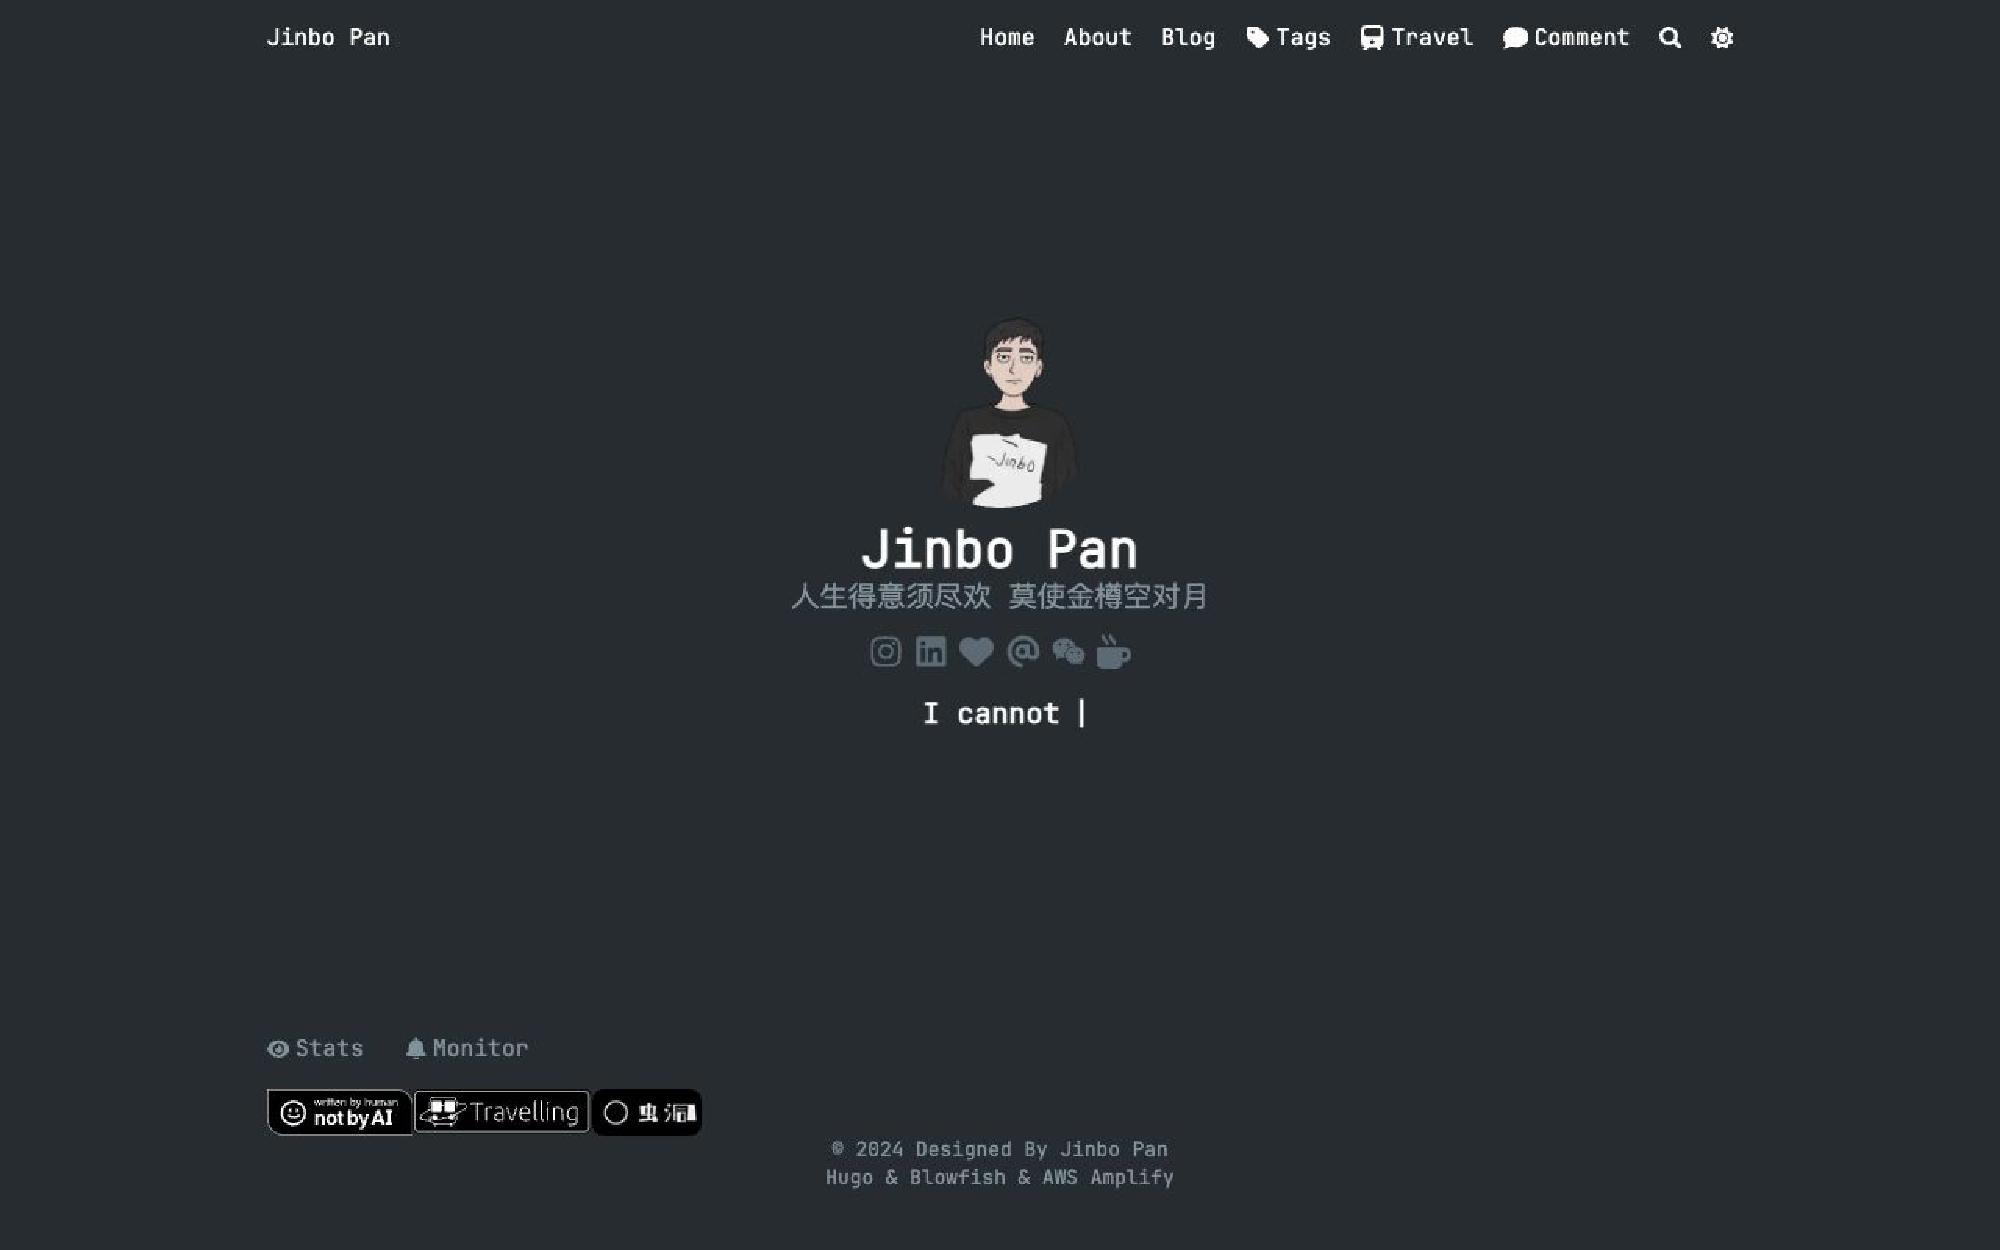 Jinbo Pan
Home About Blog Tags Travel Comment
Jinbo
Jinbo Pan
人生得意须尽欢 莫使金樽空对月
I cannot |
Stats Monitor
written by human
not by AI
Travelling
虫洞
© 2024 Designed By Jinbo Pan
Hugo & Blowfish & AWS Amplify